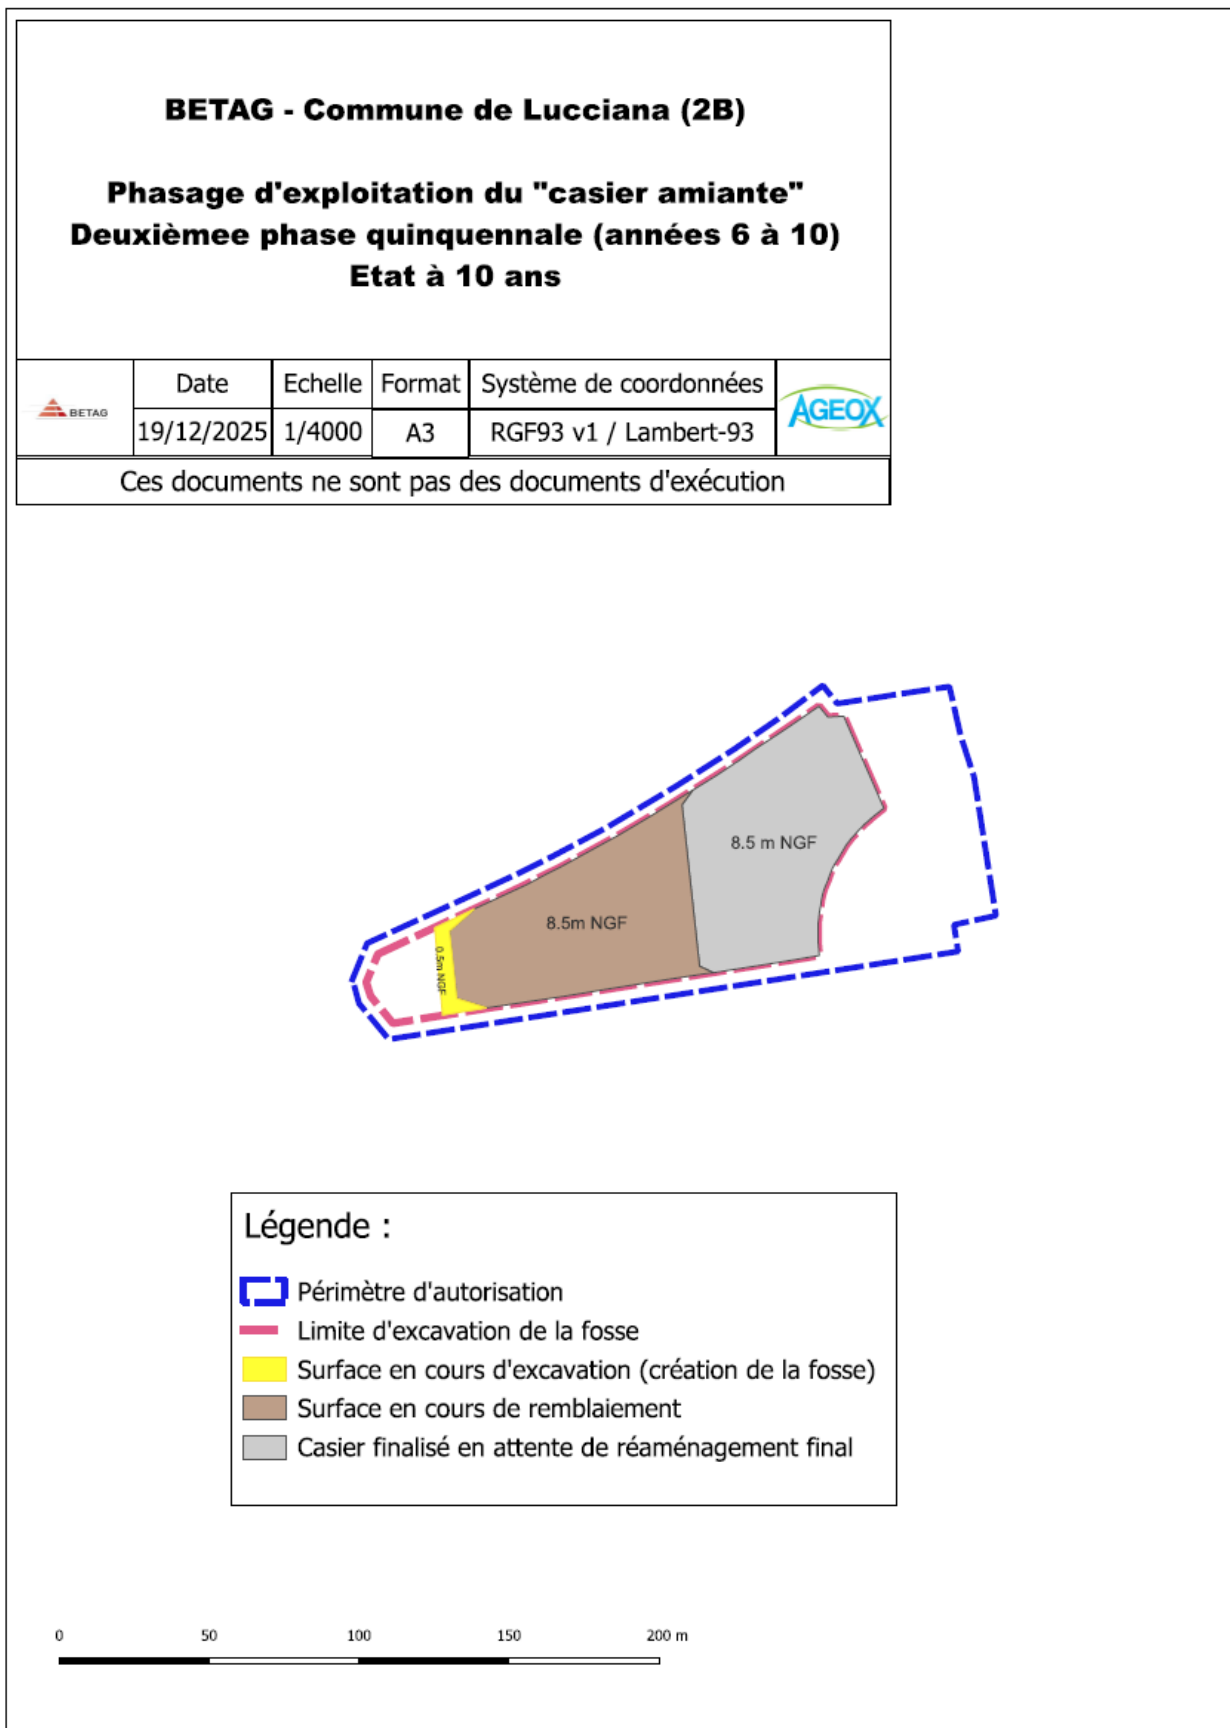 BETAG - Commune de Lucciana (2B)
Phasage d'exploitation du "casier amiante"
Deuxièmee phase quinquennale (années 6 à 10)
Etat à 10 ans
BETAG
Date
Echelle
Format
Système de coordonnées
AGEOX
19/12/2025
1/4000
A3
RGF93 v1 / Lambert-93
Ces documents ne sont pas des documents d'exécution
8.5 m NGF
8.5m NGF
0.5m NGF
Légende :
Périmètre d'autorisation
Limite d'excavation de la fosse
Surface en cours d'excavation (création de la fosse)
Surface en cours de remblaiement
Casier finalisé en attente de réaménagement final
0 50 100 150 200 m